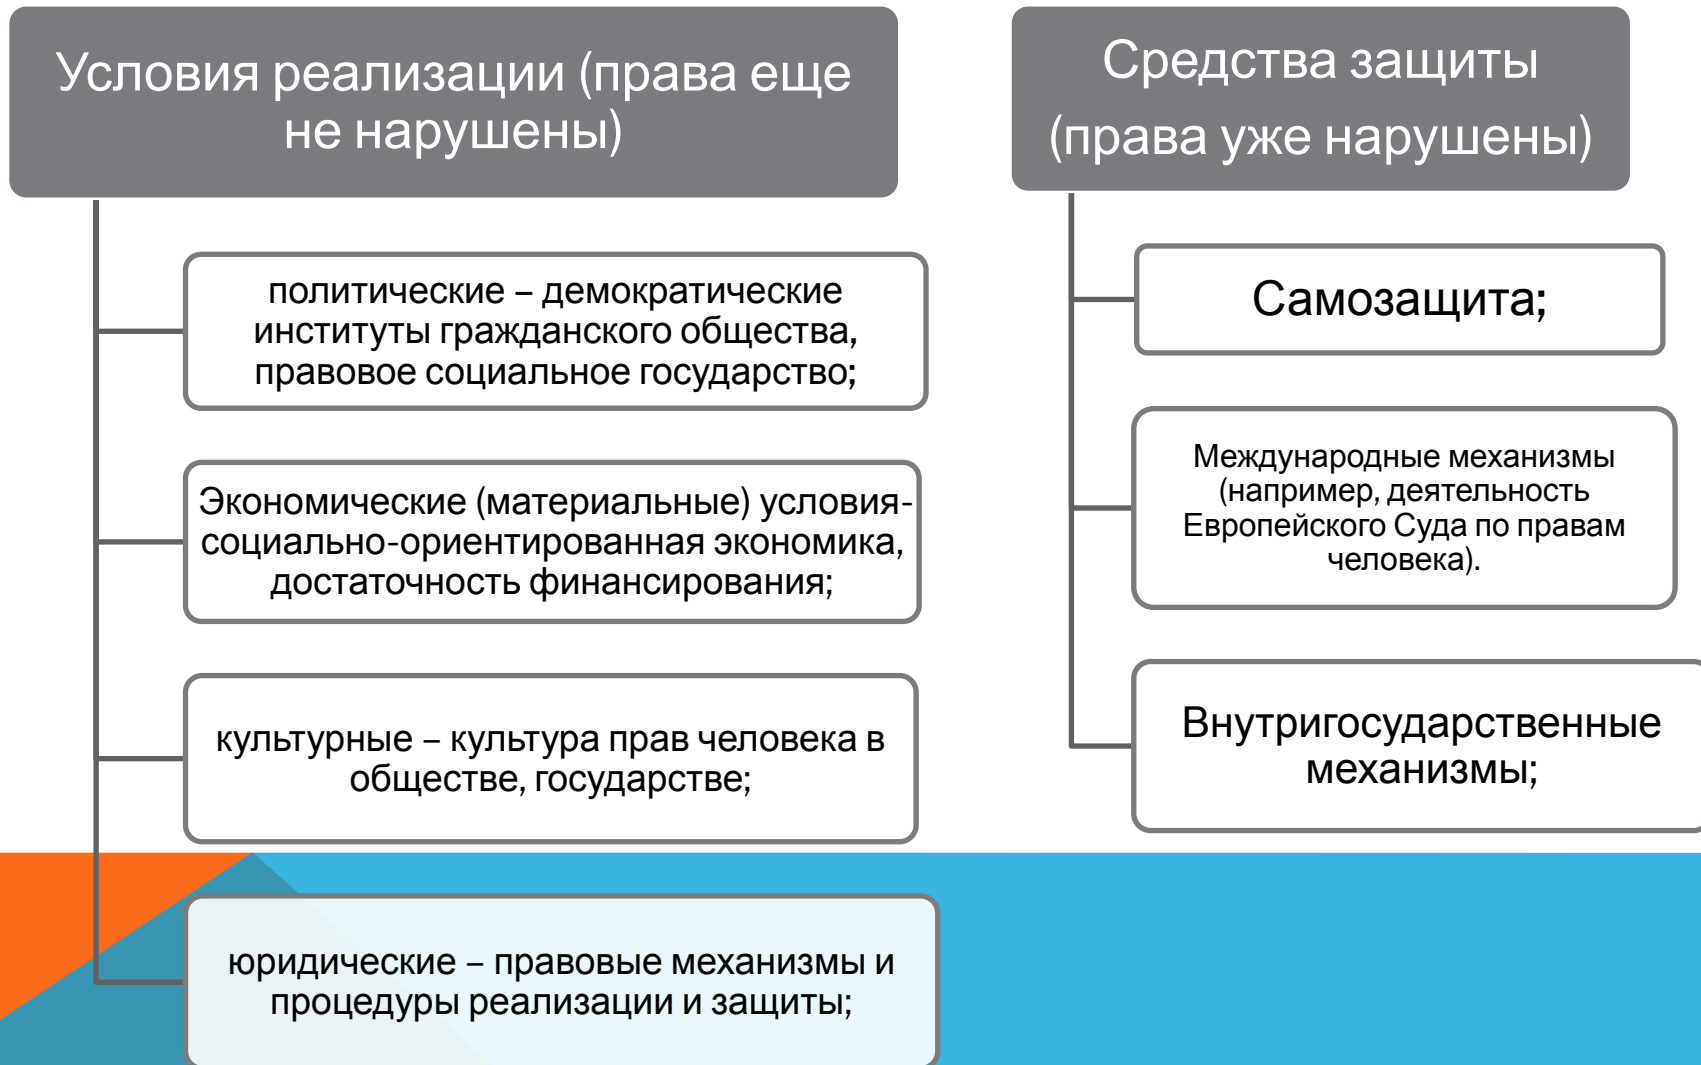 Условия реализации (права еще
не нарушены)
политические – демократические
институты гражданского общества,
правовое социальное государство;
Экономические (материальные) условия-
социально-ориентированная экономика,
достаточность финансирования;
культурные – культура прав человека в
обществе, государстве;
юридические – правовые механизмы и
процедуры реализации и защиты;
Средства защиты
(права уже нарушены)
Самозащита;
Международные механизмы
(например, деятельность
Европейского Суда по правам
человека).
Внутригосударственные
механизмы;